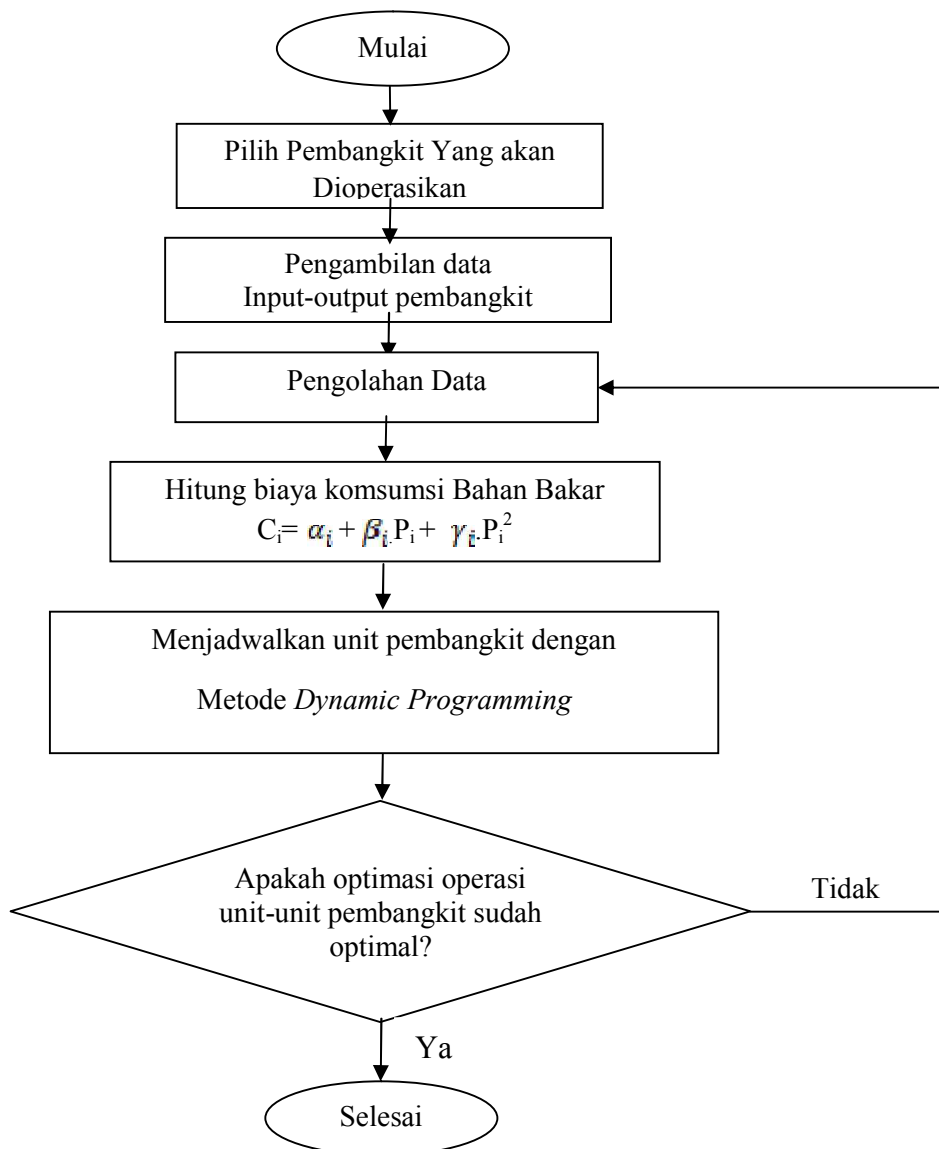 Mulai
Pilih Pembangkit Yang akan
Dioperasikan
Pengambilan data
Input-output pembangkit
Pengolahan Data
Hitung biaya komsumsi Bahan Bakar
Cᵢ= αᵢ + βᵢ.Pᵢ + γᵢ.Pᵢ²
Menjadwalkan unit pembangkit dengan
Metode Dynamic Programming
Apakah optimasi operasi
unit-unit pembangkit sudah
optimal?
Tidak
Ya
Selesai